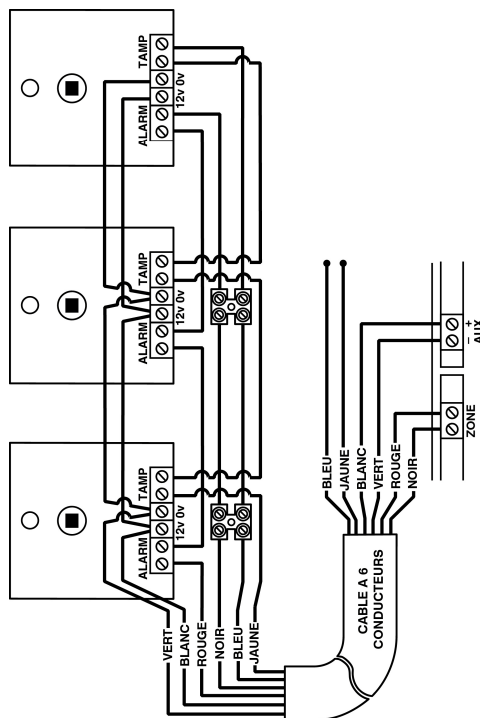 TAMP
12v 0v
ALARM
TAMP
12v 0v
ALARM
TAMP
12v 0v
ALARM
VERT
BLANC
ROUGE
NOIR
BLEU
JAUNE
BLEU
JAUNE
BLANC
VERT
ROUGE
NOIR
- +
AUX
ZONE
CABLE A 6
CONDUCTEURS